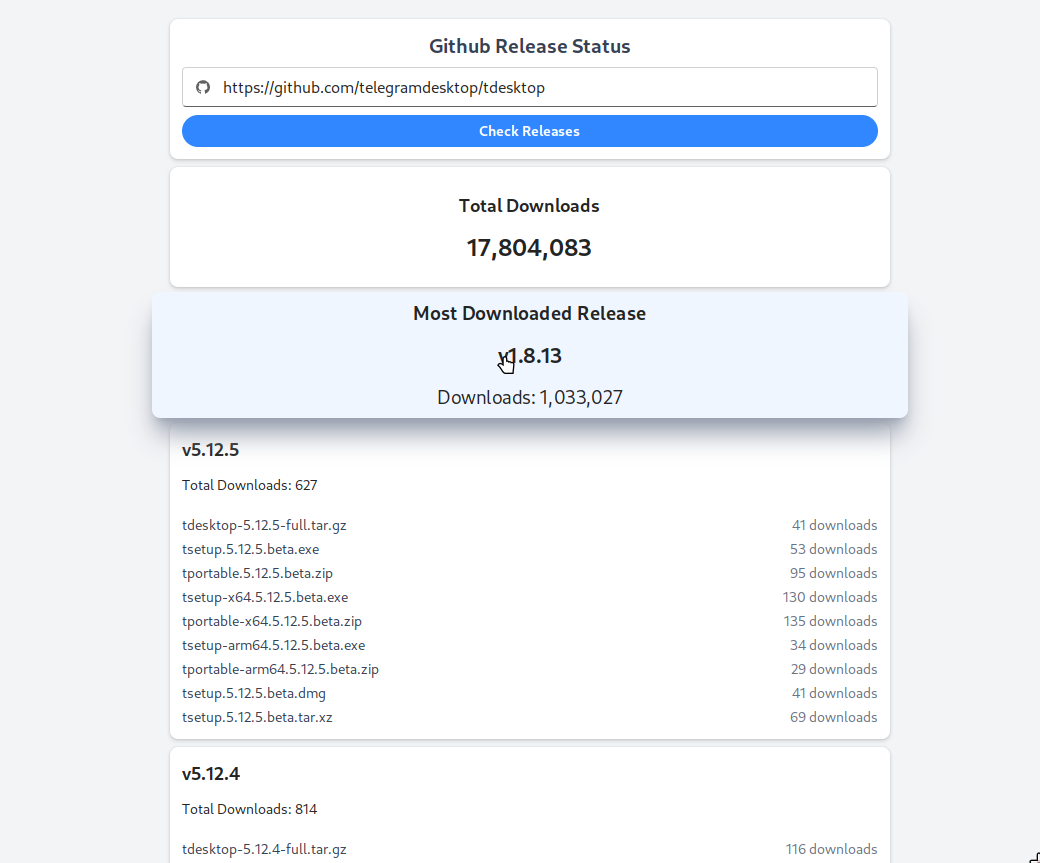 Github Release Status
https://github.com/telegramdesktop/tdesktop
Check Releases
Total Downloads
17,804,083
Most Downloaded Release
v1.8.13
Downloads: 1,033,027
v5.12.5
Total Downloads: 627
tdesktop-5.12.5-full.tar.gz 41 downloads
tsetup.5.12.5.beta.exe 53 downloads
tportable.5.12.5.beta.zip 95 downloads
tsetup-x64.5.12.5.beta.exe 130 downloads
tportable-x64.5.12.5.beta.zip 135 downloads
tsetup-arm64.5.12.5.beta.exe 34 downloads
tportable-arm64.5.12.5.beta.zip 29 downloads
tsetup.5.12.5.beta.dmg 41 downloads
tsetup.5.12.5.beta.tar.xz 69 downloads
v5.12.4
Total Downloads: 814
tdesktop-5.12.4-full.tar.gz 116 downloads